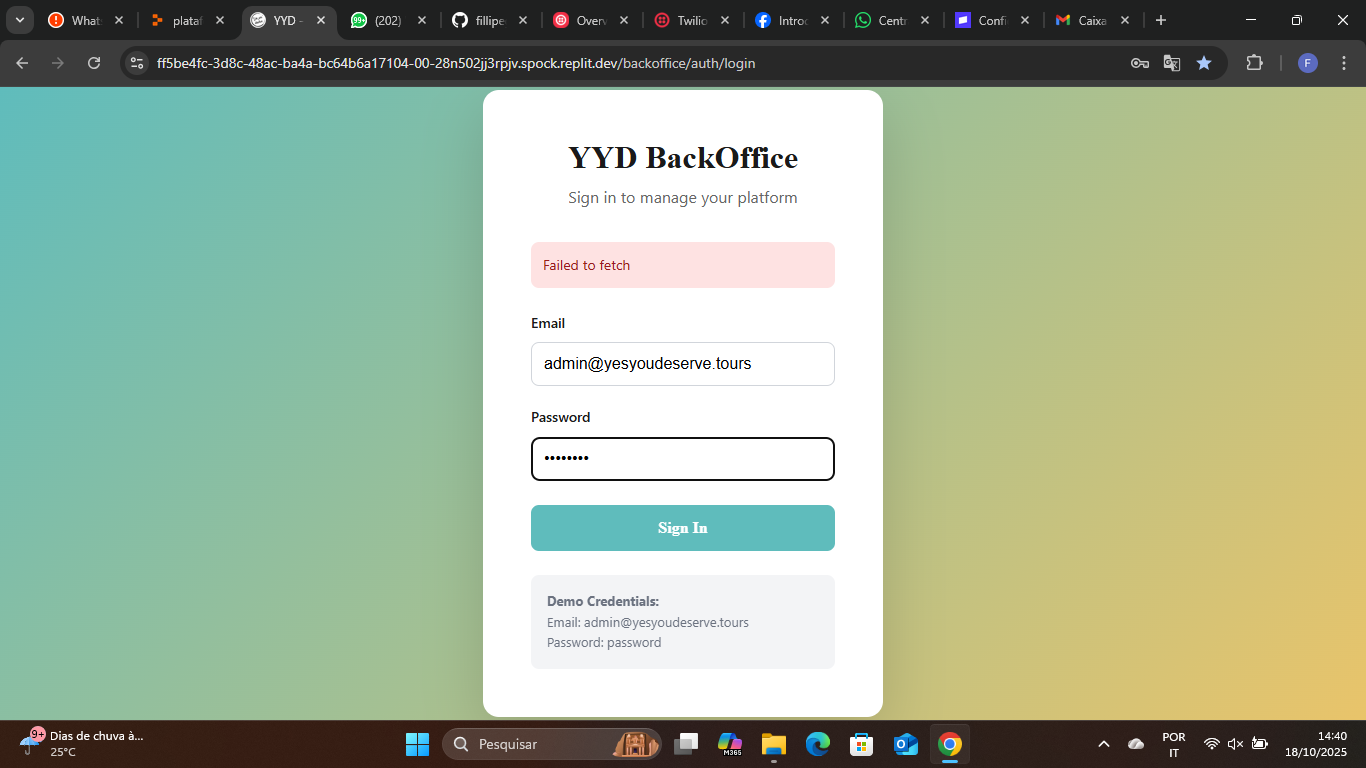 Whats
plataf
YYD -
99+
(202)
fillipe
Overv
Twilio
Introd
Centr
Confi
Caixa
ff5be4fc-3d8c-48ac-ba4a-bc64b6a17104-00-28n502jj3rpjv.spock.replit.dev/backoffice/auth/login
F
YYD BackOffice
Sign in to manage your platform
Failed to fetch
Email
admin@yesyoudeserve.tours
Password
••••••••
Sign In
Demo Credentials:
Email: admin@yesyoudeserve.tours
Password: password
9+
Dias de chuva à...
25°C
Pesquisar
M365
POR
IT
14:40
18/10/2025